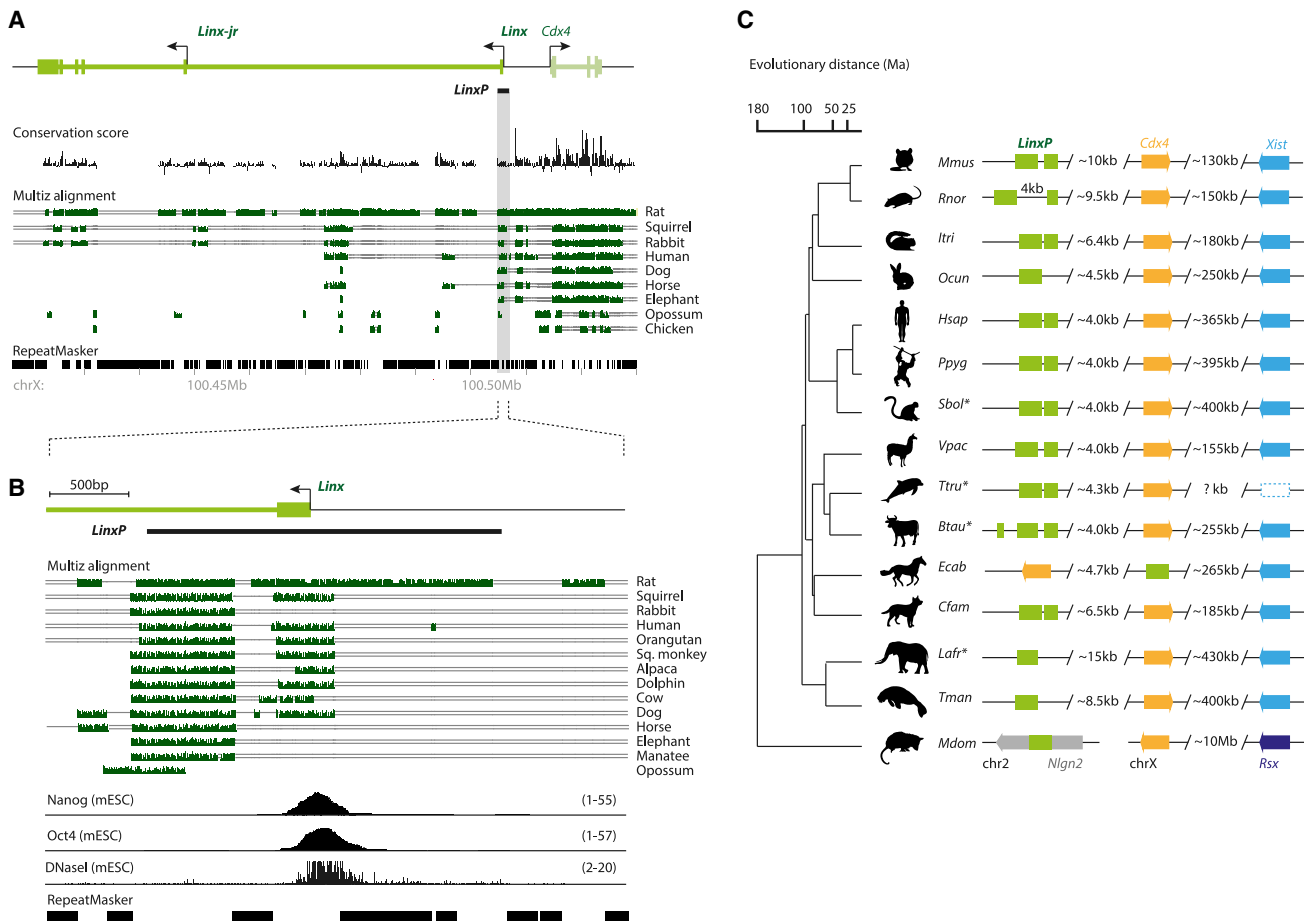 A
Linx-jr
Linx
Cdx4
LinxP
Conservation score
Multiz alignment
Rat
Squirrel
Rabbit
Human
Dog
Horse
Elephant
Opossum
Chicken
RepeatMasker
chrX:
100.45Mb
100.50Mb
B
500bp
Linx
LinxP
Multiz alignment
Rat
Squirrel
Rabbit
Human
Orangutan
Sq. monkey
Alpaca
Dolphin
Cow
Dog
Horse
Elephant
Manatee
Opossum
Nanog (mESC) (1-55)
Oct4 (mESC) (1-57)
DNaseI (mESC) (2-20)
RepeatMasker
C
Evolutionary distance (Ma)
180 100 50 25
LinxP Cdx4 Xist
Mmus ~10kb ~130kb
Rnor 4kb ~9.5kb ~150kb
Itri ~6.4kb ~180kb
Ocun ~4.5kb ~250kb
Hsap ~4.0kb ~365kb
Ppyg ~4.0kb ~395kb
Sbol* ~4.0kb ~400kb
Vpac ~4.0kb ~155kb
Ttru* ~4.3kb ? kb
Btau* ~4.0kb ~255kb
Ecab ~4.7kb ~265kb
Cfam ~6.5kb ~185kb
Lafr* ~15kb ~430kb
Tman ~8.5kb ~400kb
Mdom ~10Mb
chr2 Nlgn2 chrX Rsx